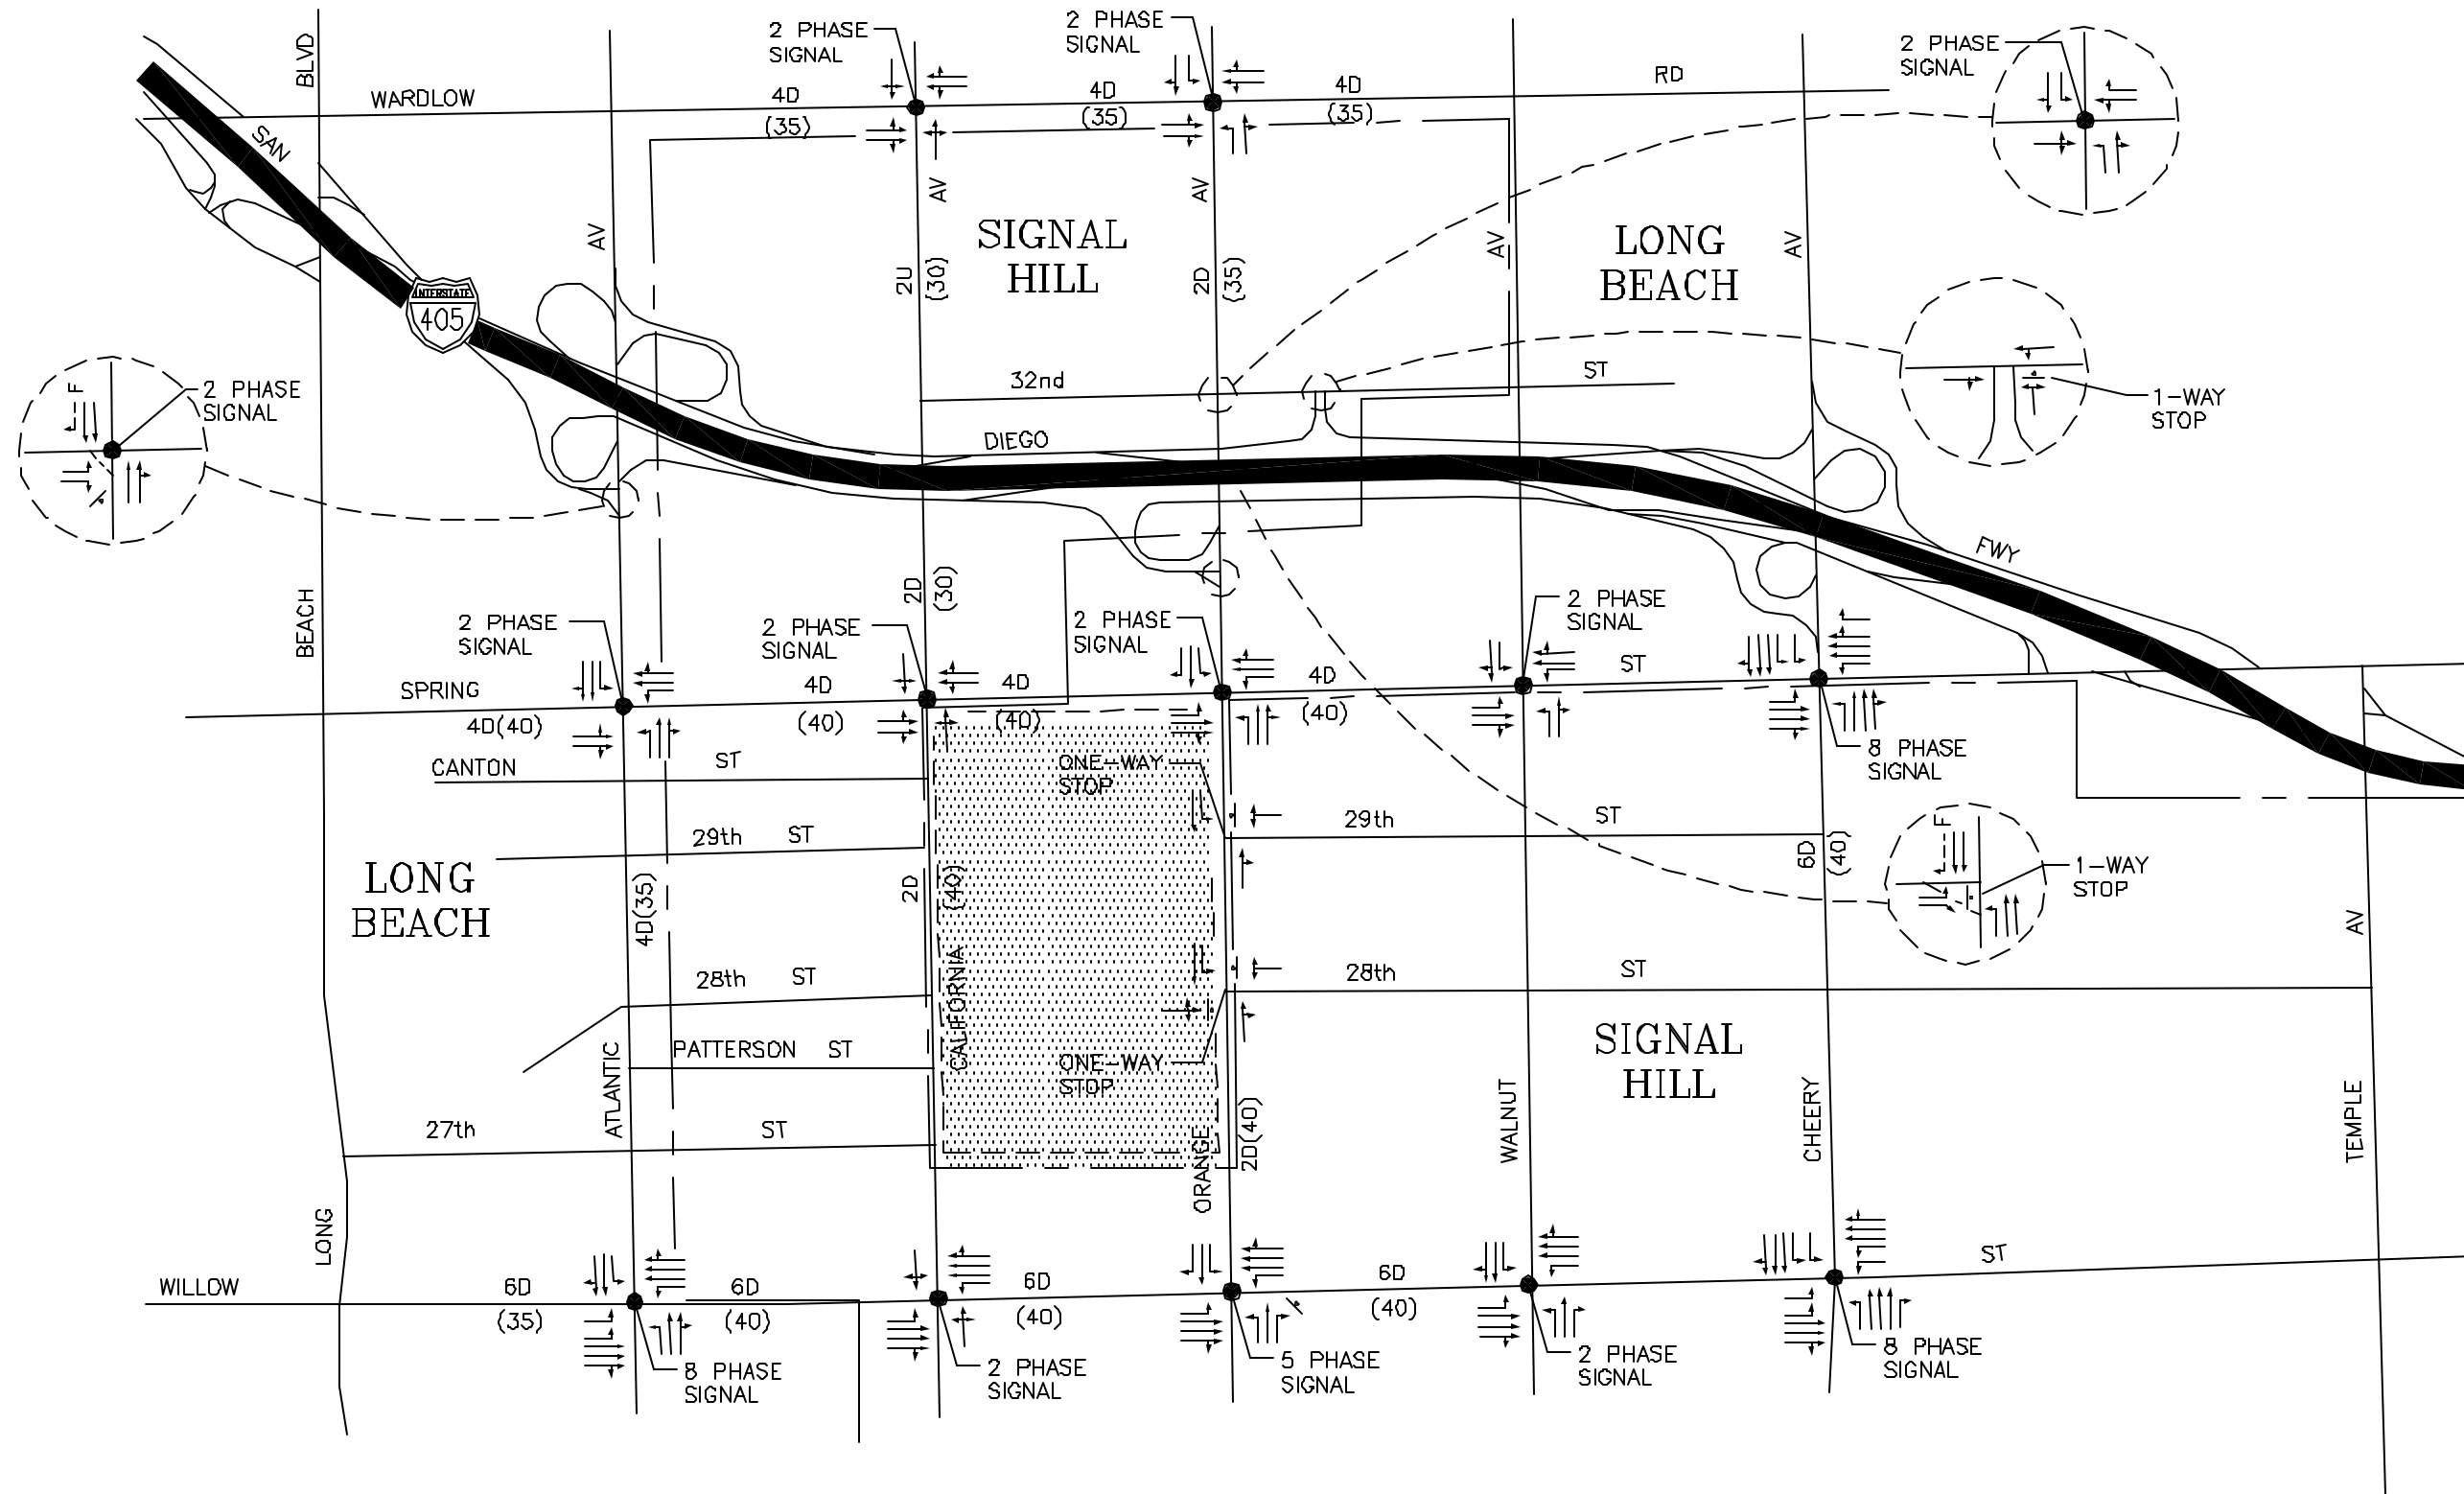 2 PHASE
SIGNAL
2 PHASE
SIGNAL
2 PHASE
SIGNAL
BLVD
WARDLOW
4D
(35)
4D
(35)
4D
(35)
RD
SAN
AV
AV
AV
AV
AV
SIGNAL
HILL
LONG
BEACH
2U
(30)
2D
(35)
INTERSTATE
405
F
2 PHASE
SIGNAL
32nd
ST
1-WAY
STOP
DIEGO
FWY
BEACH
2D
(30)
2 PHASE
SIGNAL
2 PHASE
SIGNAL
2 PHASE
SIGNAL
2 PHASE
SIGNAL
SPRING
4D(40)
4D
(40)
4D
(40)
4D
(40)
ST
8 PHASE
SIGNAL
CANTON
ST
ONE-WAY
STOP
29th
ST
29th
ST
F
1-WAY
STOP
LONG
BEACH
4D(35)
2D
(40)
6D
(40)
AV
28th
ST
28th
ST
CALIFORNIA
PATTERSON
ST
ONE-WAY
STOP
SIGNAL
HILL
ATLANTIC
27th
ST
ORANGE
2D(40)
WALNUT
CHEERY
TEMPLE
LONG
WILLOW
6D
(35)
6D
(40)
6D
(40)
6D
(40)
ST
8 PHASE
SIGNAL
2 PHASE
SIGNAL
5 PHASE
SIGNAL
2 PHASE
SIGNAL
8 PHASE
SIGNAL